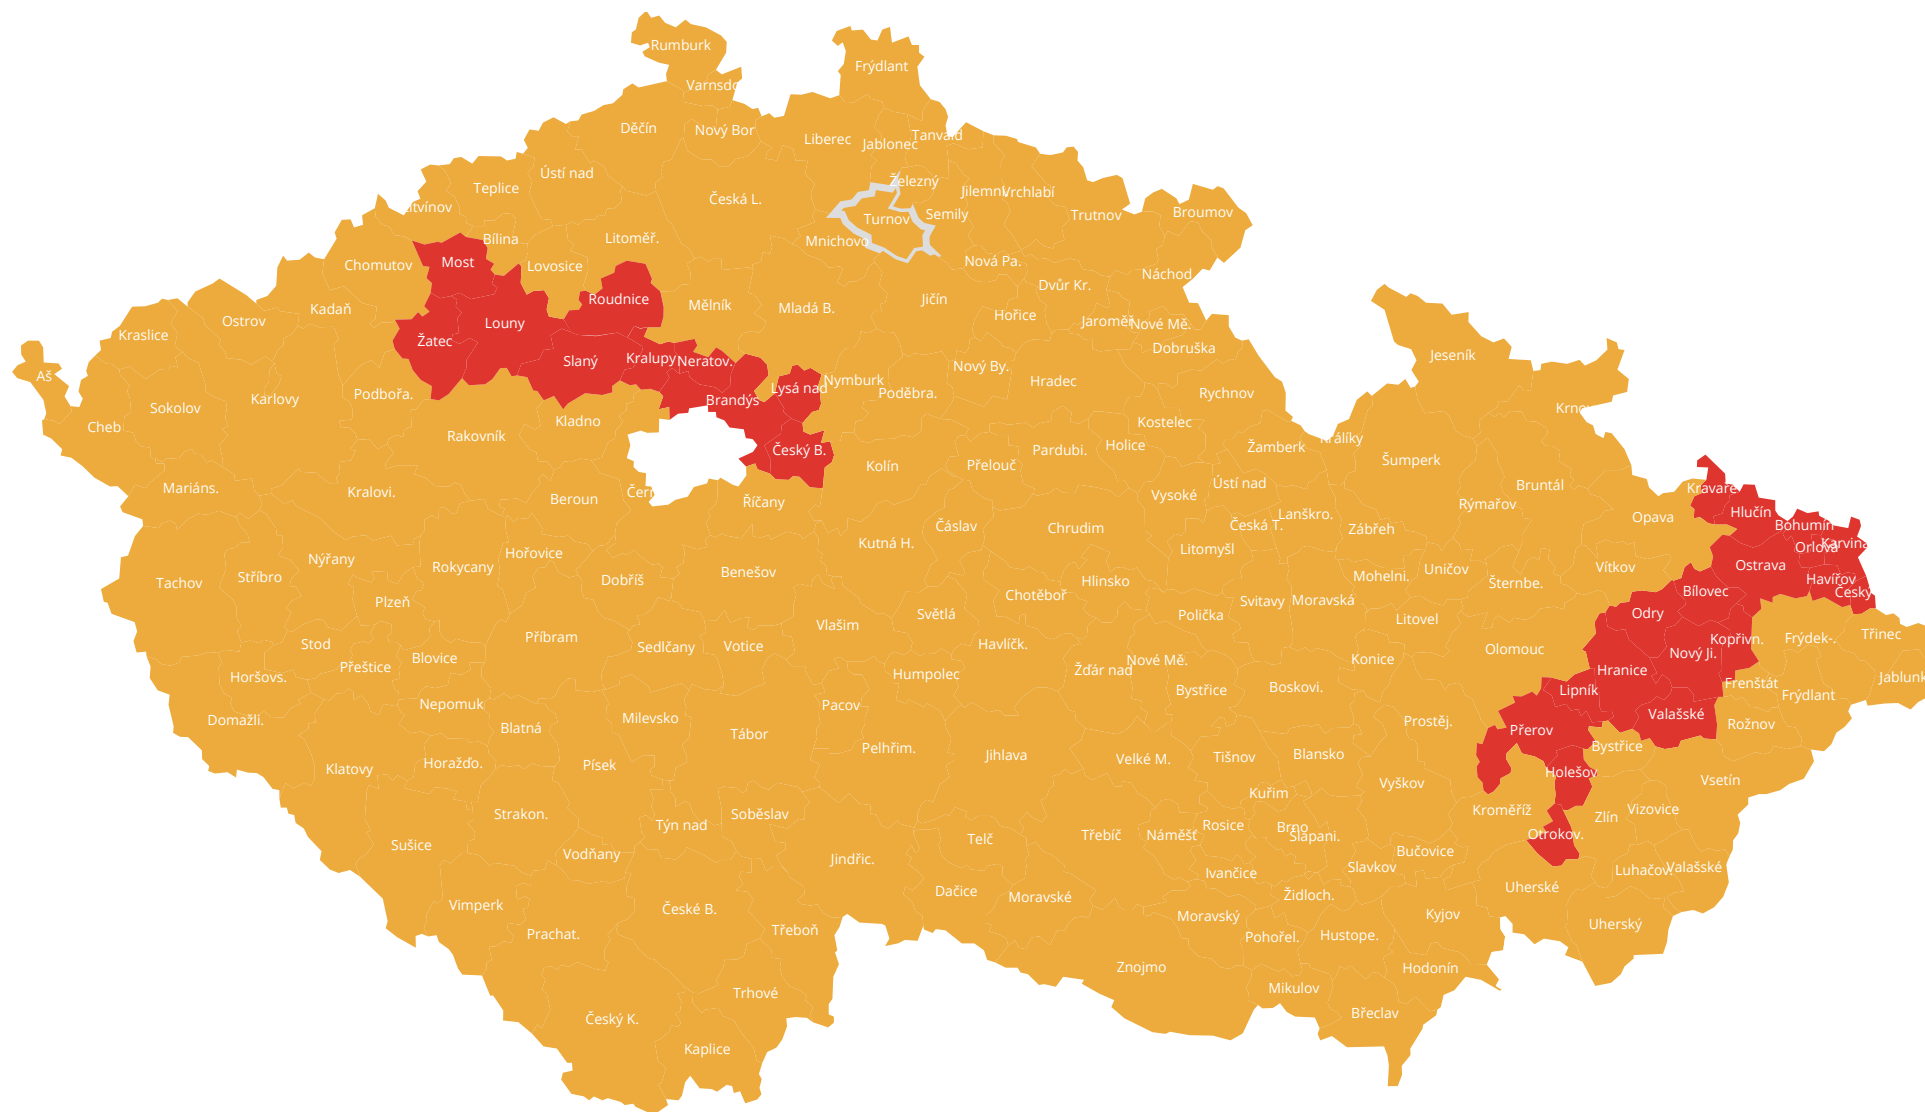 Rumburk
Frýdlant
Varnsdo
Děčín
Nový Bor
Liberec
Jablonec
Tanvald
Ústí nad
Teplice
Železný
Jilemni
Vrchlabí
Česká L.
Litvínov
Turnov
Semily
Trutnov
Broumov
Bílina
Litoměř.
Mnichovo
Most
Chomutov
Lovosice
Nová Pa.
Náchod
Dvůr Kr.
Roudnice
Jičín
Mělník
Mladá B.
Kadaň
Ostrov
Kraslice
Louny
Hořice
Jaroměř
Nové Mě.
Žatec
Dobruška
Jeseník
Slaný
Kralupy
Neratov.
Nový By.
Aš
Nymburk
Hradec
Lysá nad
Poděbra.
Rychnov
Podbořa.
Karlovy
Brandýs
Sokolov
Krnov
Kladno
Kostelec
Cheb
Rakovník
Králíky
Holice
Žamberk
Český B.
Pardubi.
Kolín
Přelouč
Šumperk
Mariáns.
Kralovi.
Ústí nad
Bruntál
Kravaře
Beroun
Čern
Říčany
Vysoké
Rýmařov
Hlučín
Lanškro.
Opava
Čáslav
Chrudim
Česká T.
Zábřeh
Bohumín
Kutná H.
Karviná
Orlová
Hořovice
Litomyšl
Nýřany
Rokycany
Ostrava
Vítkov
Uničov
Stříbro
Tachov
Dobříš
Benešov
Hlinsko
Mohelni.
Šternbe.
Havířov
Bílovec
Český
Chotěboř
Plzeň
Svitavy
Moravská
Světlá
Polička
Odry
Litovel
Vlašim
Příbram
Třinec
Frýdek-.
Kopřivn.
Stod
Havlíčk.
Sedlčany
Votice
Olomouc
Nový Ji.
Blovice
Konice
Nové Mě.
Přeštice
Žďár nad
Hranice
Humpolec
Horšovs.
Jablunk
Frenštát
Boskovi.
Bystřice
Lipník
Frýdlant
Nepomuk
Pacov
Valašské
Milevsko
Domažli.
Prostěj.
Rožnov
Blatná
Přerov
Tábor
Bystřice
Pelhřim.
Jihlava
Blansko
Tišnov
Velké M.
Horažďo.
Písek
Klatovy
Holešov
Vsetín
Vyškov
Kuřim
Vizovice
Kroměříž
Strakon.
Soběslav
Zlín
Týn nad
Rosice
Brno
Otrokov.
Třebíč
Náměšť
Šlapani.
Telč
Sušice
Bučovice
Vodňany
Jindřic.
Slavkov
Valašské
Luhačov
Ivančice
Uherské
Dačice
Židloch.
Moravské
Vimperk
České B.
Kyjov
Moravský
Uherský
Třeboň
Prachat.
Hustope.
Pohořel.
Znojmo
Hodonín
Mikulov
Trhové
Břeclav
Český K.
Kaplice